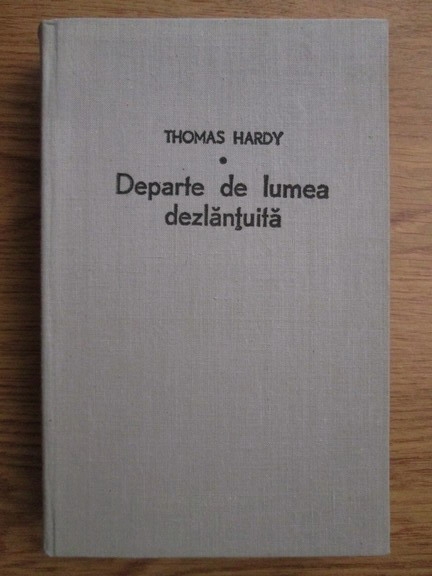 THOMAS HARDY
•
Departe de lumea
dezlănţuită